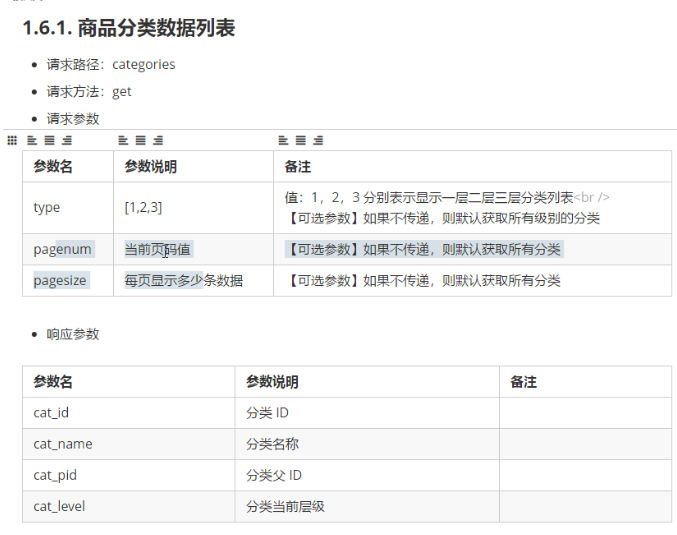 1.6.1. 商品分类数据列表
请求路径：categories
请求方法：get
请求参数
参数名 参数说明 备注
type [1,2,3] 值：1，2，3 分别表示显示一层二层三层分类列表<br />
【可选参数】如果不传递，则默认获取所有级别的分类
pagenum 当前页码值 【可选参数】如果不传递，则默认获取所有分类
pagesize 每页显示多少条数据 【可选参数】如果不传递，则默认获取所有分类
响应参数
参数名 参数说明 备注
cat_id 分类 ID
cat_name 分类名称
cat_pid 分类父 ID
cat_level 分类当前层级